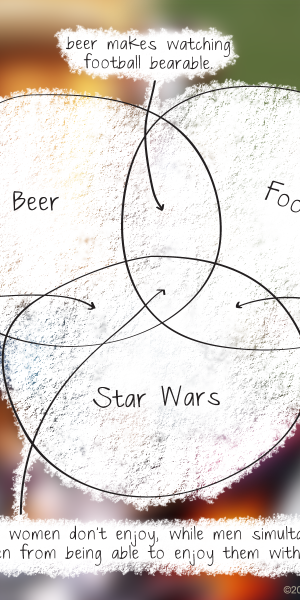 beer makes watching
football bearable.
Beer
Foo
Star Wars
women don't enjoy, while men simulta
en from being able to enjoy them with
©20